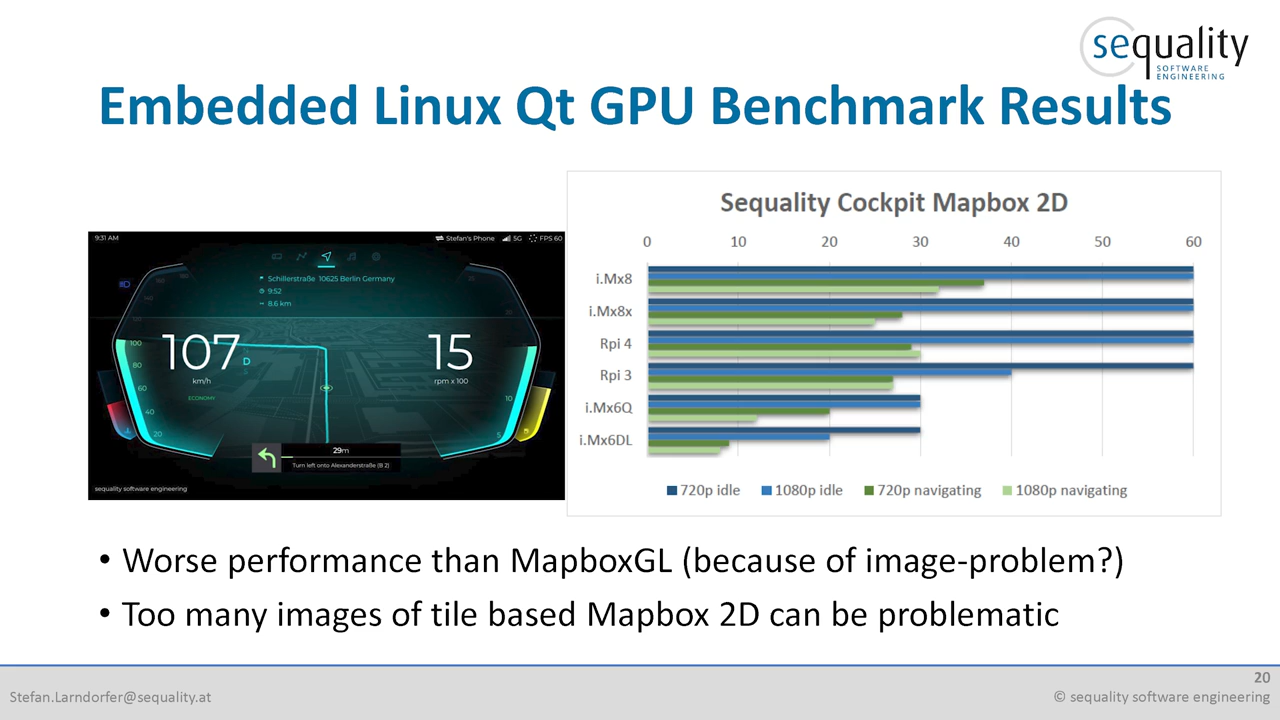 sequality
SOFTWARE
ENGINEERING
Embedded Linux Qt GPU Benchmark Results
9:31 AM
Stefan's Phone
5G
FPS 60
Schillerstraße 10625 Berlin Germany
9:52
8.6 km
107
km/h
D
ECONOMY
15
rpm x 100
100
80
60
40
20
10
5
29m
Turn left onto Alexanderstraße (B 2)
sequality software engineering
Sequality Cockpit Mapbox 2D
0 10 20 30 40 50 60
i.Mx8
i.Mx8x
Rpi 4
Rpi 3
i.Mx6Q
i.Mx6DL
720p idle 1080p idle 720p navigating 1080p navigating
• Worse performance than MapboxGL (because of image-problem?)
• Too many images of tile based Mapbox 2D can be problematic
20
Stefan.Larndorfer@sequality.at
© sequality software engineering